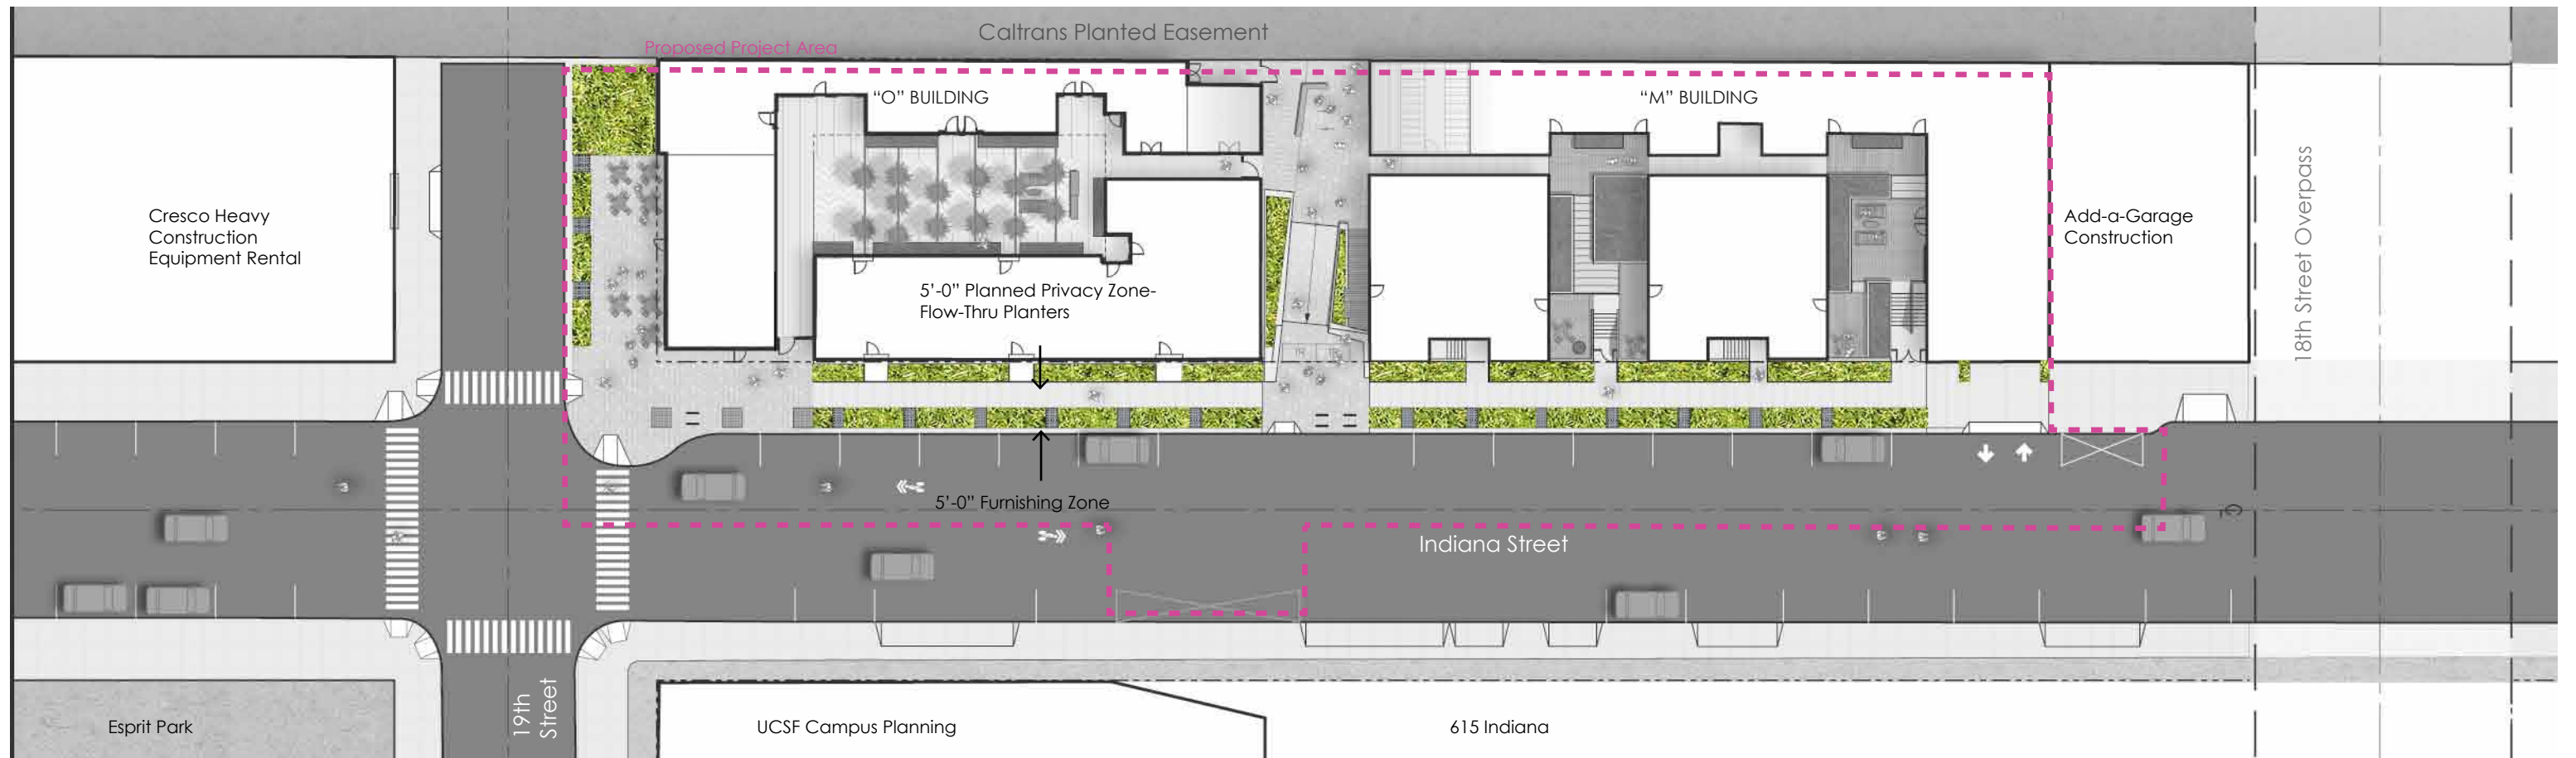 Caltrans Planted Easement
Proposed Project Area
“O” BUILDING
“M” BUILDING
Cresco Heavy
Construction
Equipment Rental
Add-a-Garage
Construction
18th Street Overpass
5’-0” Planned Privacy Zone-
Flow-Thru Planters
5’-0” Furnishing Zone
Indiana Street
19th
Street
Esprit Park
UCSF Campus Planning
615 Indiana